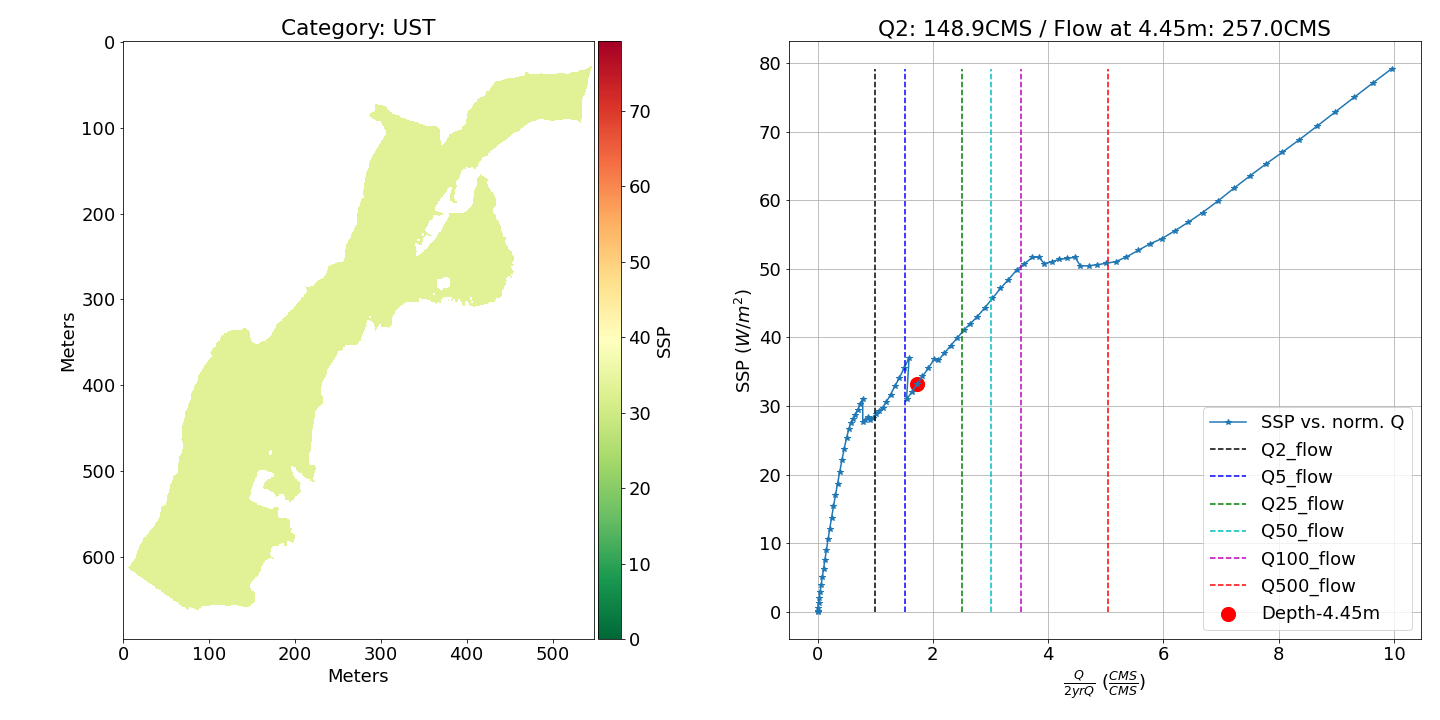 Category: UST
0
100
200
300
400
500
600
Meters
0
100
200
300
400
500
Meters
70
60
50
40
30
20
10
0
SSP
Q2: 148.9CMS / Flow at 4.45m: 257.0CMS
80
70
60
50
40
30
20
10
0
SSP (W/m²)
0
2
4
6
8
10
Q/2yrQ (CMS/CMS)
SSP vs. norm. Q
Q2_flow
Q5_flow
Q25_flow
Q50_flow
Q100_flow
Q500_flow
Depth-4.45m